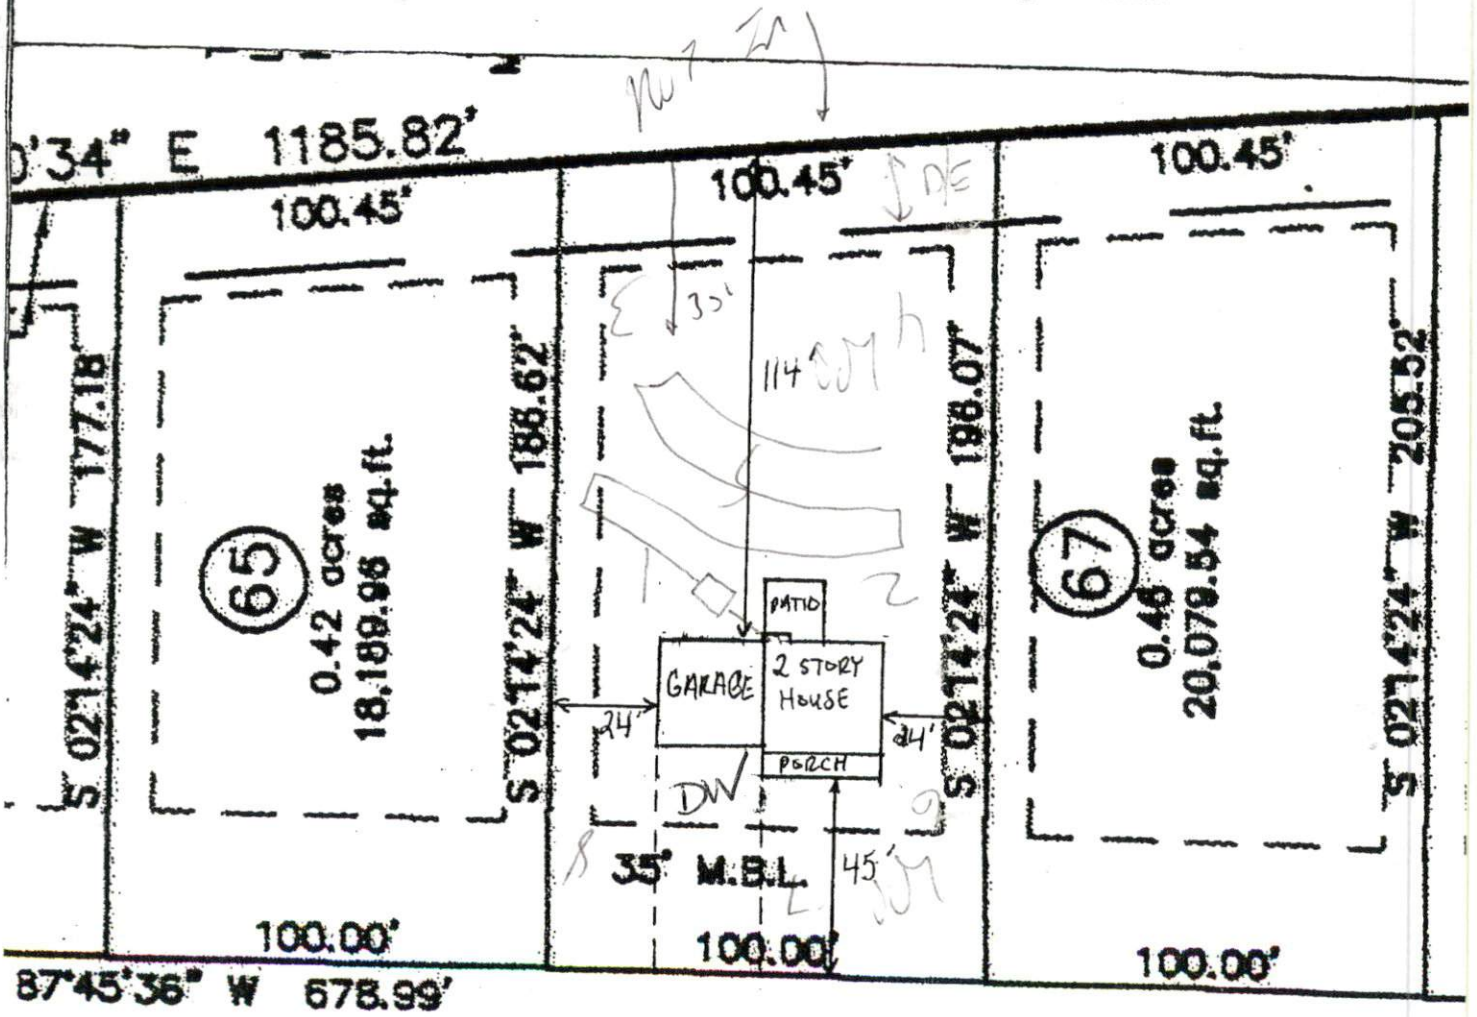 0'34" E 1185.82'
100.45'
100.45'
100.45'
D/E
35'
114
S 02°14'24" W 177.18'
65
0.42 acres
18,189.96 sq.ft.
S 02°14'24" W 186.62'
S 02°14'24" W 196.07'
67
0.46 acres
20,079.54 sq.ft.
S 02°14'24" W 205.52'
1
2
PATIO
GARAGE
2 STORY
HOUSE
24'
24'
PORCH
DW
35' M.B.L.
45'
100.00'
100.00'
100.00'
87°45'36" W 678.99'